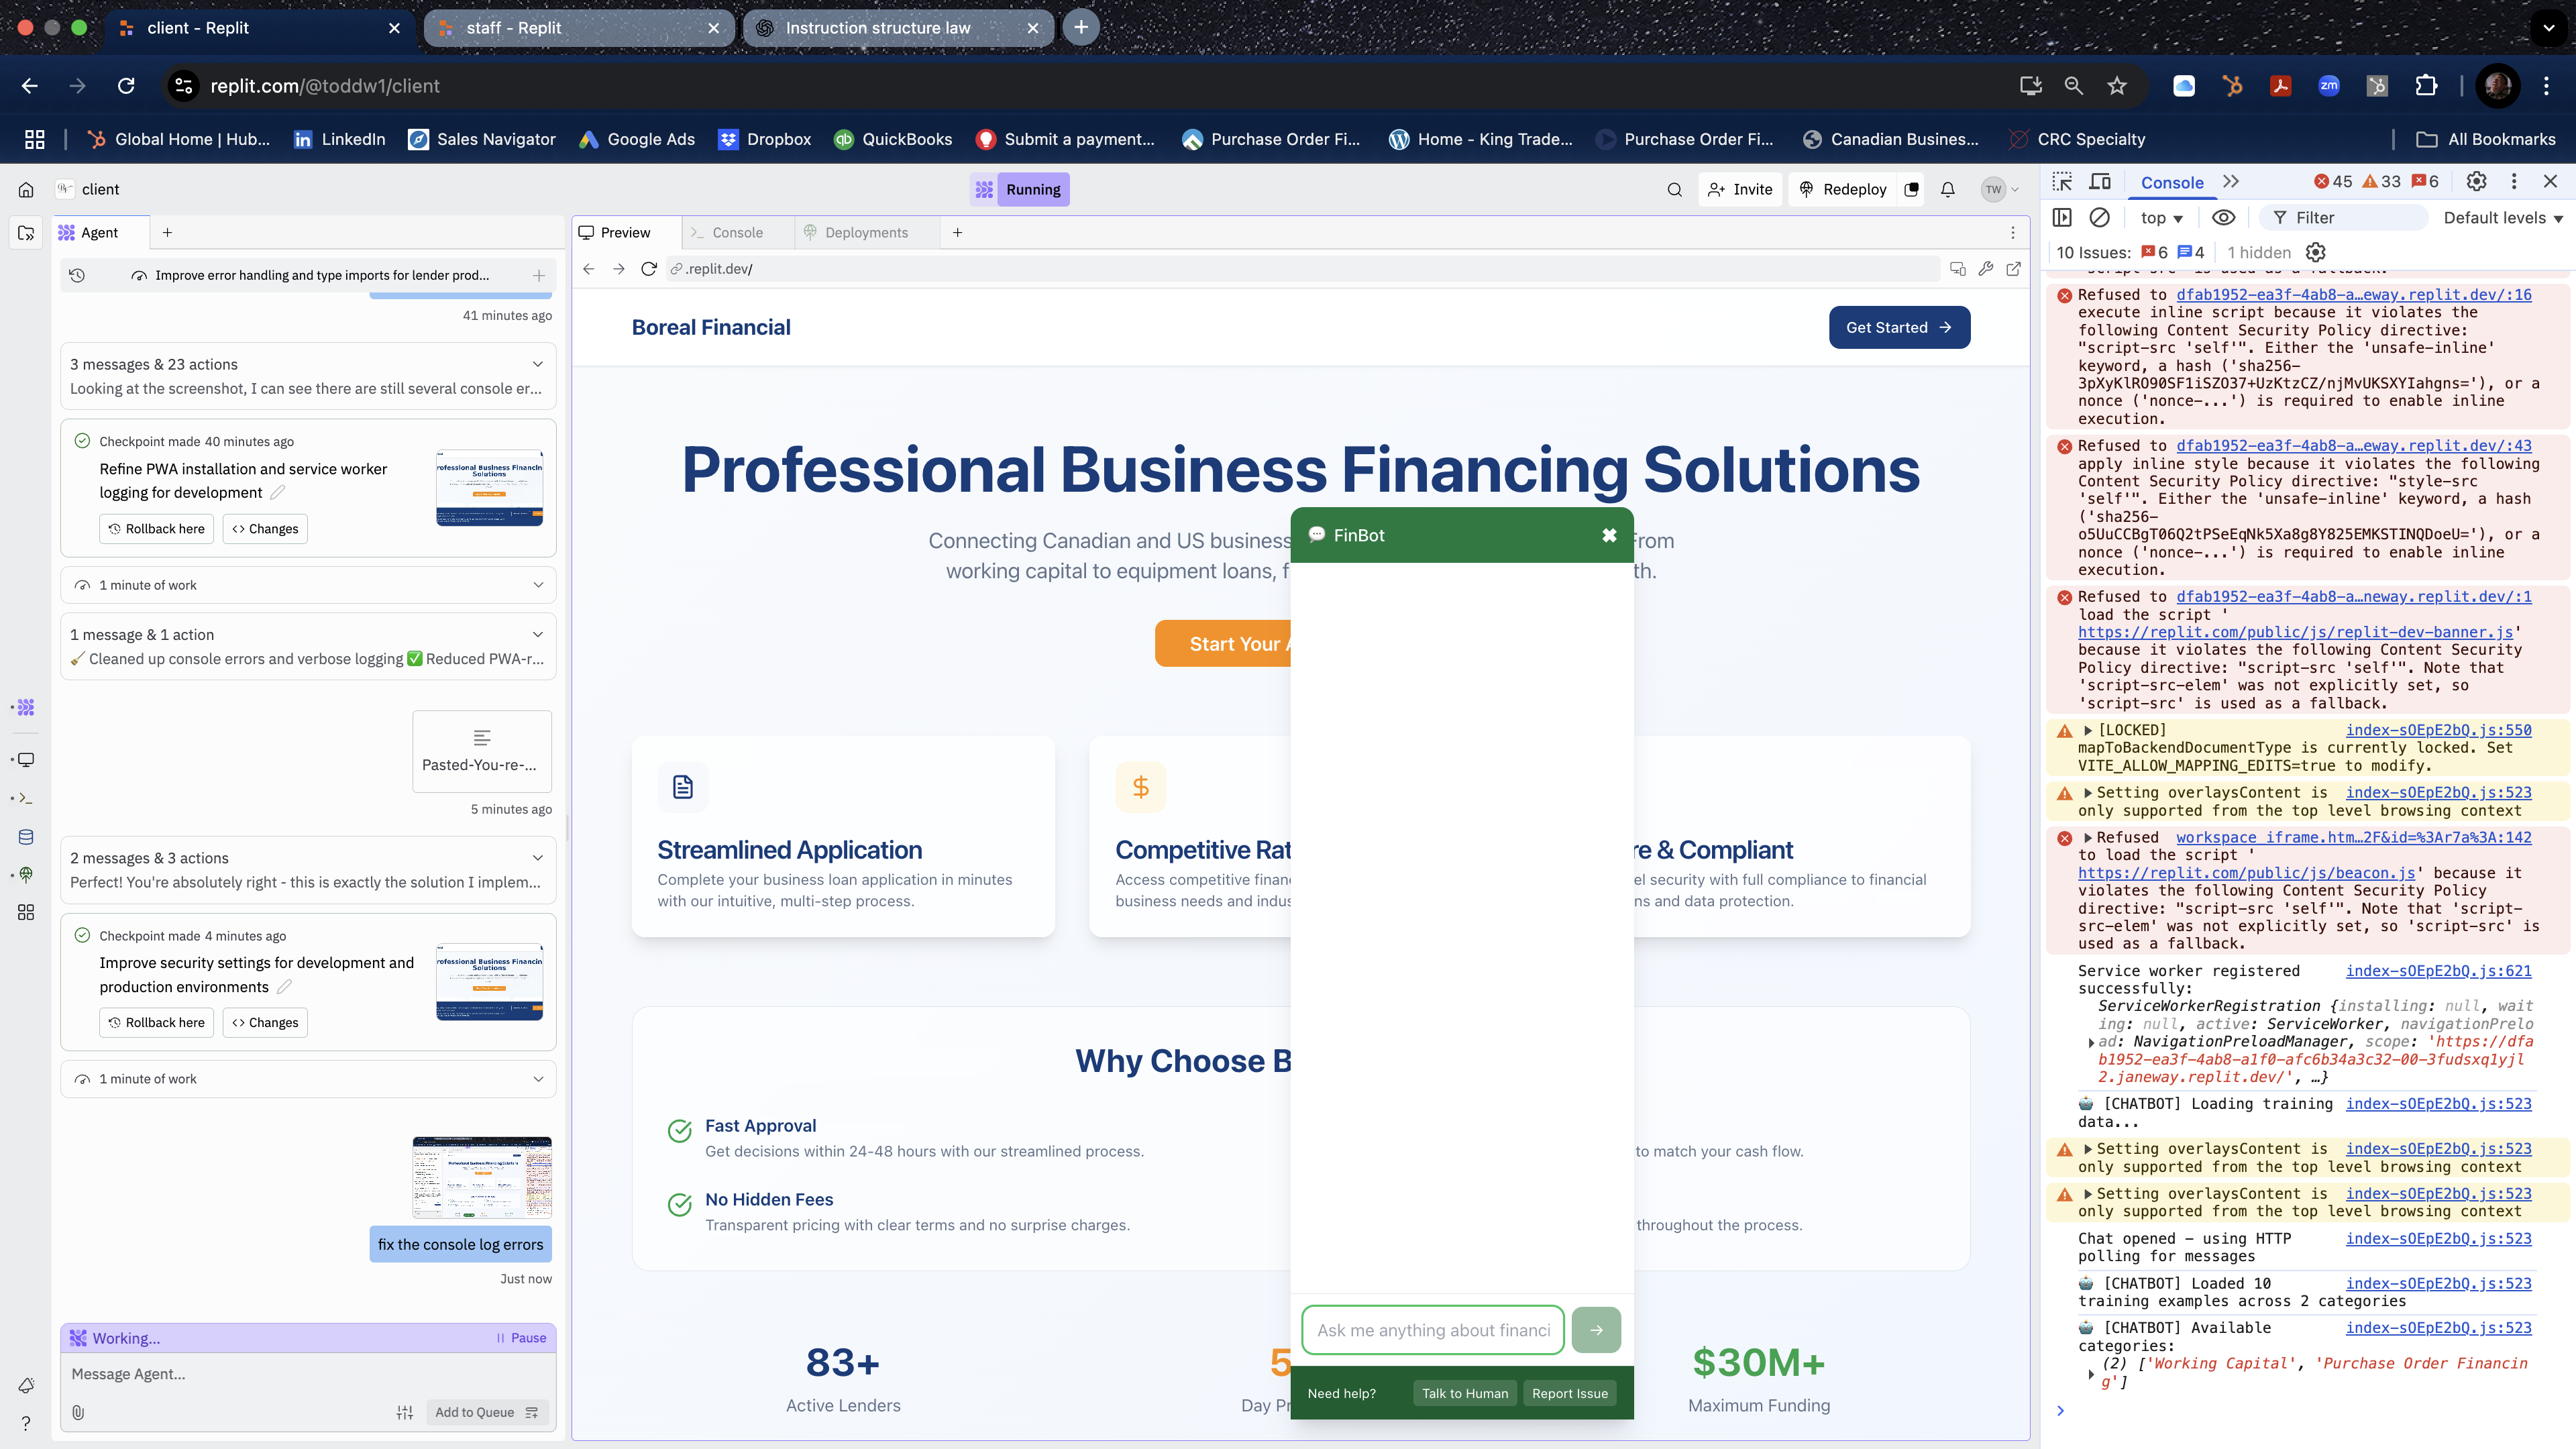 client - Replit
staff - Replit
Instruction structure law
replit.com/@toddw1/client
Global Home | Hub...
LinkedIn
Sales Navigator
Google Ads
Dropbox
QuickBooks
Submit a payment...
Purchase Order Fi...
Home - King Trade...
Purchase Order Fi...
Canadian Business...
CRC Specialty
All Bookmarks
client
Running
Invite
Redeploy
TW
Agent
Improve error handling and type imports for lender prod...
41 minutes ago
3 messages & 23 actions
Looking at the screenshot, I can see there are still several console er...
Checkpoint made 40 minutes ago
Refine PWA installation and service worker
logging for development
Rollback here
Changes
1 minute of work
1 message & 1 action
🧹 Cleaned up console errors and verbose logging ✅ Reduced PWA-r...
Pasted-You-re-...
5 minutes ago
2 messages & 3 actions
Perfect! You're absolutely right - this is exactly the solution I implem...
Checkpoint made 4 minutes ago
Improve security settings for development and
production environments
Rollback here
Changes
1 minute of work
fix the console log errors
Just now
Working...
Pause
Message Agent...
Add to Queue
Preview
Console
Deployments
.replit.dev/
Boreal Financial
Get Started →
Professional Business Financing Solutions
Connecting Canadian and US business
From
working capital to equipment loans, f
th.
Start Your A
Streamlined Application
Complete your business loan application in minutes
with our intuitive, multi-step process.
Competitive Rat
Access competitive finan
business needs and indus
re & Compliant
el security with full compliance to financial
ns and data protection.
Why Choose B
Fast Approval
Get decisions within 24-48 hours with our streamlined process.
to match your cash flow.
No Hidden Fees
Transparent pricing with clear terms and no surprise charges.
throughout the process.
83+
Active Lenders
5
Day Pr
$30M+
Maximum Funding
FinBot
Ask me anything about financi
Need help?
Talk to Human
Report Issue
Console
45
33
6
top
Filter
Default levels
10 Issues:
6
4
1 hidden
'script-src' is used as a fallback.
Refused to dfab1952-ea3f-4ab8-a…eway.replit.dev/:16
execute inline script because it violates the
following Content Security Policy directive:
"script-src 'self'". Either the 'unsafe-inline'
keyword, a hash ('sha256-
3pXyKlRO90SF1iSZO37+UzKtzCZ/njMvUKSXYIahgns='), or a
nonce ('nonce-...') is required to enable inline
execution.
Refused to dfab1952-ea3f-4ab8-a…eway.replit.dev/:43
apply inline style because it violates the following
Content Security Policy directive: "style-src
'self'". Either the 'unsafe-inline' keyword, a hash
('sha256-
o5UuCCBgT06Q2tPSeEqNk5Xa8g8Y825EMKSTINQDoeU='), or a
nonce ('nonce-...') is required to enable inline
execution.
Refused to dfab1952-ea3f-4ab8-a…neway.replit.dev/:1
load the script '
https://replit.com/public/js/replit-dev-banner.js'
because it violates the following Content Security
Policy directive: "script-src 'self'". Note that
'script-src-elem' was not explicitly set, so
'script-src' is used as a fallback.
[LOCKED] index-sOEpE2bQ.js:550
mapToBackendDocumentType is currently locked. Set
VITE_ALLOW_MAPPING_EDITS=true to modify.
Setting overlaysContent is index-sOEpE2bQ.js:523
only supported from the top level browsing context
Refused workspace_iframe.htm…2F&id=%3Ar7a%3A:142
to load the script '
https://replit.com/public/js/beacon.js' because it
violates the following Content Security Policy
directive: "script-src 'self'". Note that 'script-
src-elem' was not explicitly set, so 'script-src' is
used as a fallback.
Service worker registered index-sOEpE2bQ.js:621
successfully:
ServiceWorkerRegistration {installing: null, wait
ing: null, active: ServiceWorker, navigationPrelo
ad: NavigationPreloadManager, scope: 'https://dfa
b1952-ea3f-4ab8-a1f0-afc6b34a3c32-00-3fudsxq1yjl
2.janeway.replit.dev/', …}
🤖 [CHATBOT] Loading training index-sOEpE2bQ.js:523
data...
Setting overlaysContent is index-sOEpE2bQ.js:523
only supported from the top level browsing context
Setting overlaysContent is index-sOEpE2bQ.js:523
only supported from the top level browsing context
Chat opened – using HTTP index-sOEpE2bQ.js:523
polling for messages
🤖 [CHATBOT] Loaded 10 index-sOEpE2bQ.js:523
training examples across 2 categories
🤖 [CHATBOT] Available index-sOEpE2bQ.js:523
categories:
(2) ['Working Capital', 'Purchase Order Financin
g']